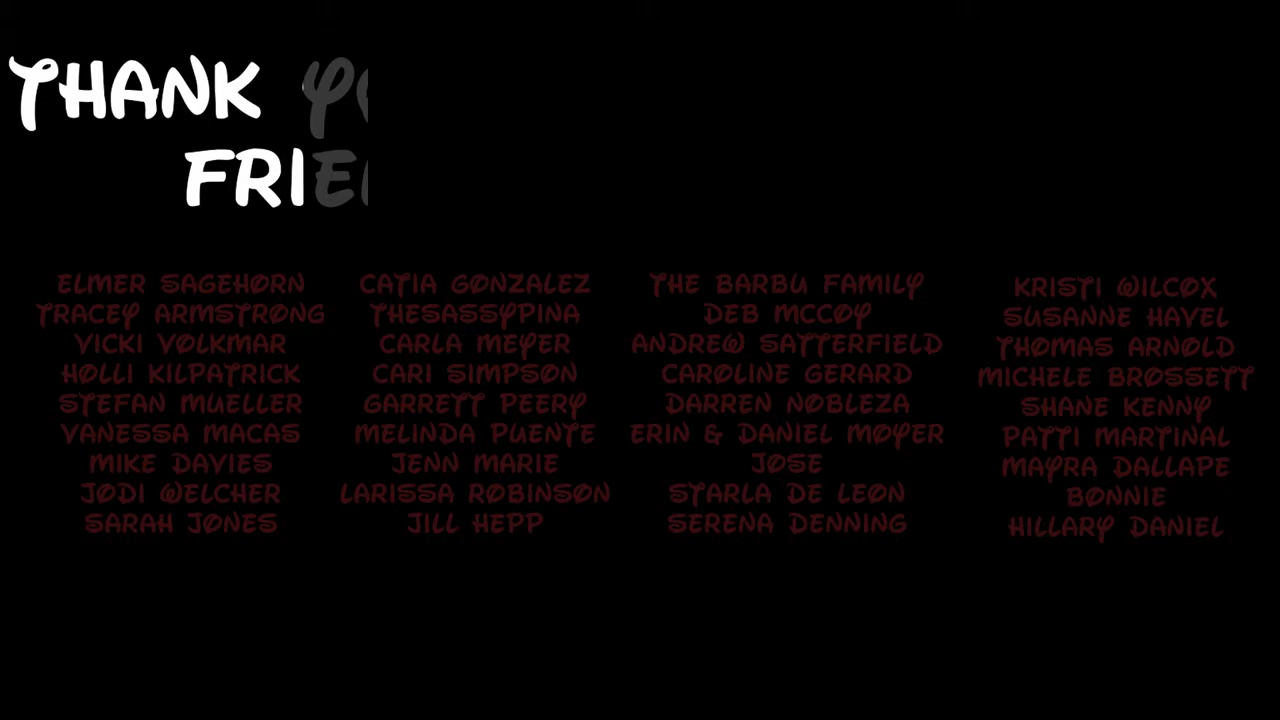 THANK YO
FRIE
ELMER SAGEHORN
TRACEY ARMSTRONG
VICKI VOLKMAR
HOLLI KILPATRICK
STEFAN MUELLER
VANESSA MACAS
MIKE DAVIES
JODI WELCHER
SARAH JONES
CATIA GONZALEZ
THESASSYPINA
CARLA MEYER
CARI SIMPSON
GARRETT PEERY
MELINDA PUENTE
JENN MARIE
LARISSA ROBINSON
JILL HEPP
THE BARBU FAMILY
DEB MCCOY
ANDREW SATTERFIELD
CAROLINE GERARD
DARREN NOBLEZA
ERIN & DANIEL MOYER
JOSE
STARLA DE LEON
SERENA DENNING
KRISTI WILCOX
SUSANNE HAVEL
THOMAS ARNOLD
MICHELE BROSSETT
SHANE KENNY
PATTI MARTINAL
MAYRA DALLAPE
BONNIE
HILLARY DANIEL